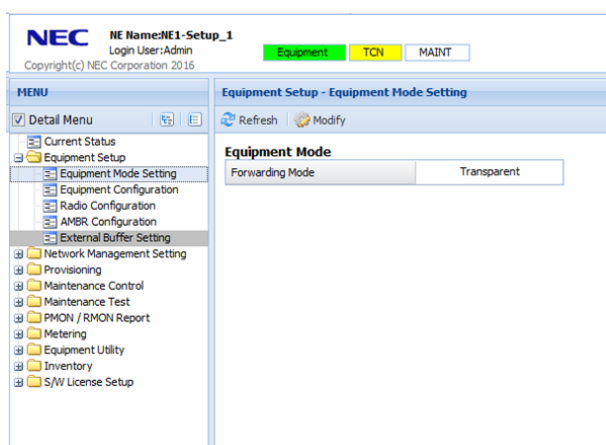 NEC
NE Name:NE1-Setup_1
Login User:Admin
Equipment TCN MAINT
Copyright(c) NEC Corporation 2016
MENU
Equipment Setup - Equipment Mode Setting
Detail Menu
Refresh Modify
Current Status
Equipment Setup
Equipment Mode Setting
Equipment Configuration
Radio Configuration
AMBR Configuration
External Buffer Setting
Network Management Setting
Provisioning
Maintenance Control
Maintenance Test
PMON / RMON Report
Metering
Equipment Utility
Inventory
S/W License Setup
Equipment Mode
Forwarding Mode Transparent